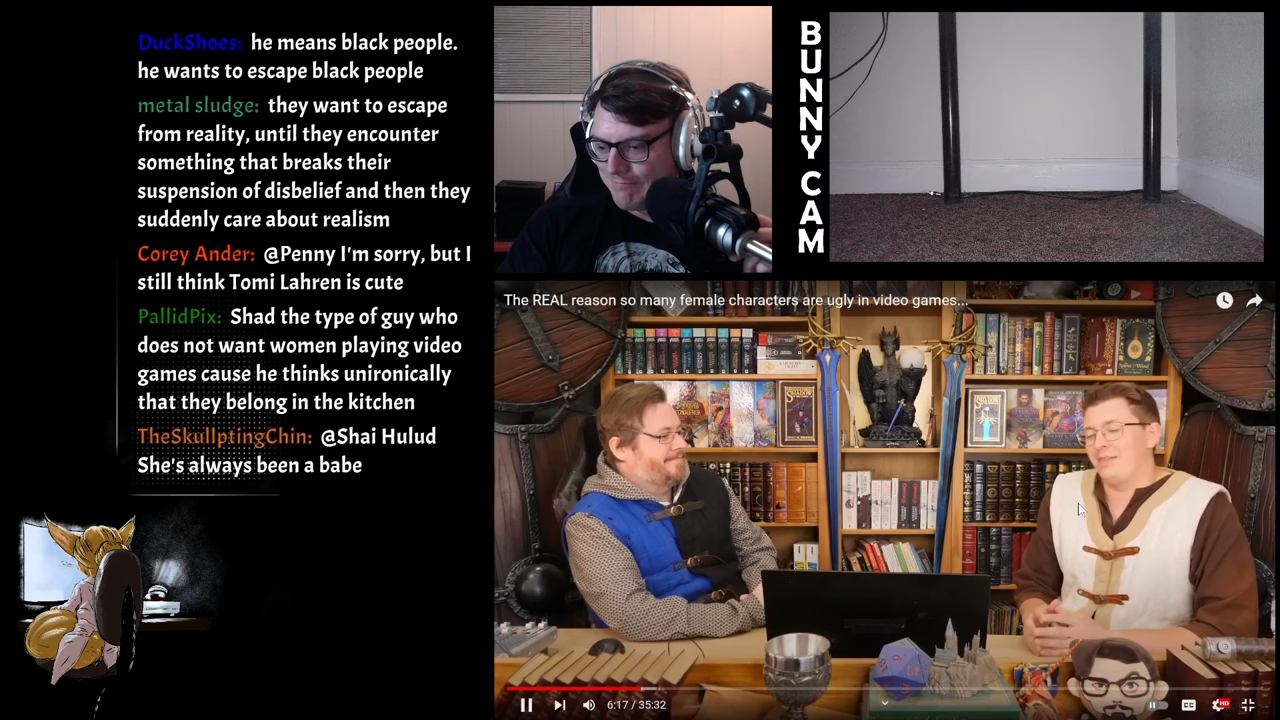 DuckShoes: he means black people.
he wants to escape black people
metal sludge: they want to escape
from reality, until they encounter
something that breaks their
suspension of disbelief and then they
suddenly care about realism
Corey Ander: @Penny I'm sorry, but I
still think Tomi Lahren is cute
PallidPix: Shad the type of guy who
does not want women playing video
games cause he thinks unironically
that they belong in the kitchen
TheSkullptingChin: @Shai Hulud
She's always been a babe
BUNNY CAM
The REAL reason so many female characters are ugly in video games...
6:17 / 35:32
CC
HD